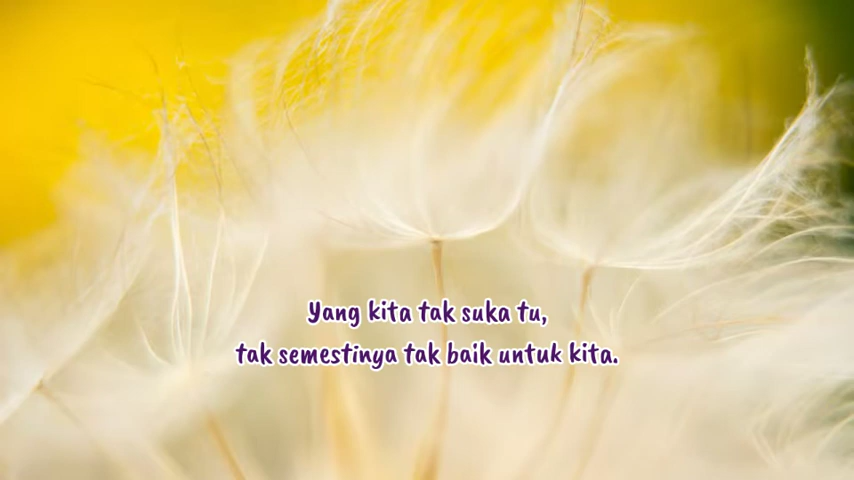 Yang kita tak suka tu,
tak semestinya tak baik untuk kita.